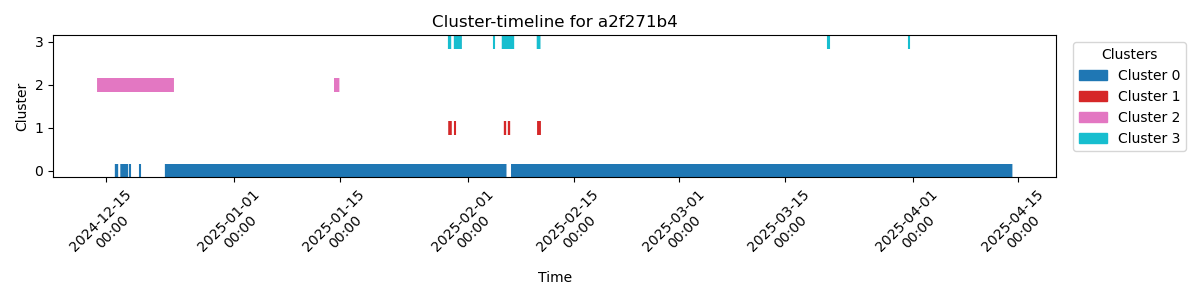 Cluster-timeline for a2f271b4
3
2
1
0
Cluster
2024-12-15
00:00
2025-01-01
00:00
2025-01-15
00:00
2025-02-01
00:00
2025-02-15
00:00
2025-03-01
00:00
2025-03-15
00:00
2025-04-01
00:00
2025-04-15
00:00
Time
Clusters
Cluster 0
Cluster 1
Cluster 2
Cluster 3